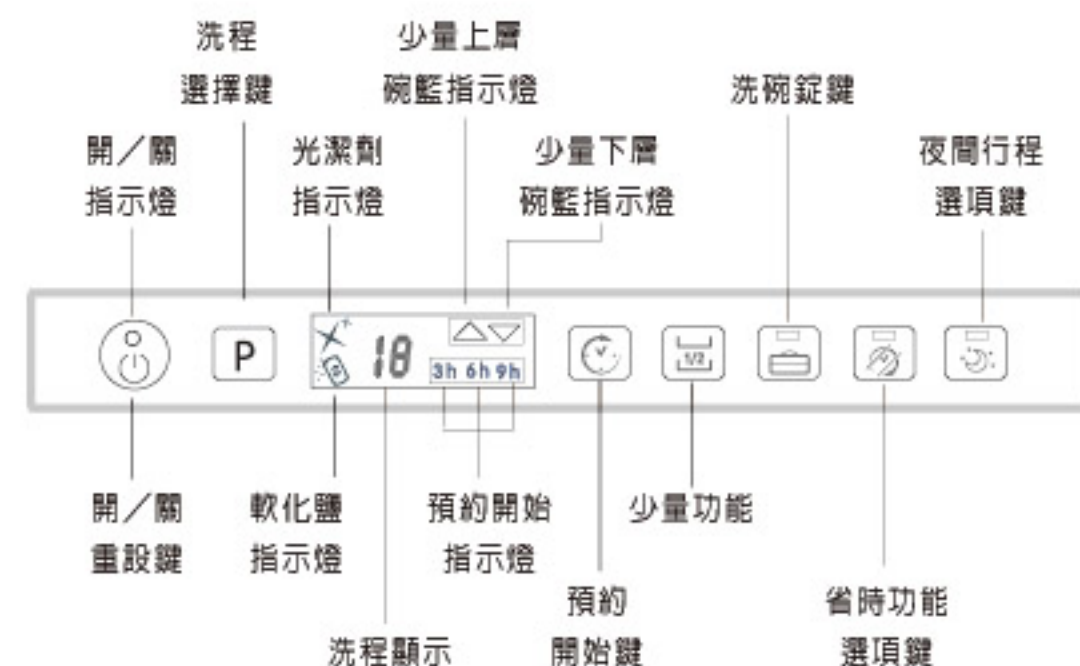 洗程
選擇鍵
少量上層
碗籃指示燈
洗碗錠鍵
開／關
指示燈
光潔劑
指示燈
少量下層
碗籃指示燈
夜間行程
選項鍵
P
18
3h 6h 9h
1/2
開／關
重設鍵
軟化鹽
指示燈
預約開始
指示燈
少量功能
洗程顯示
預約
開始鍵
省時功能
選項鍵